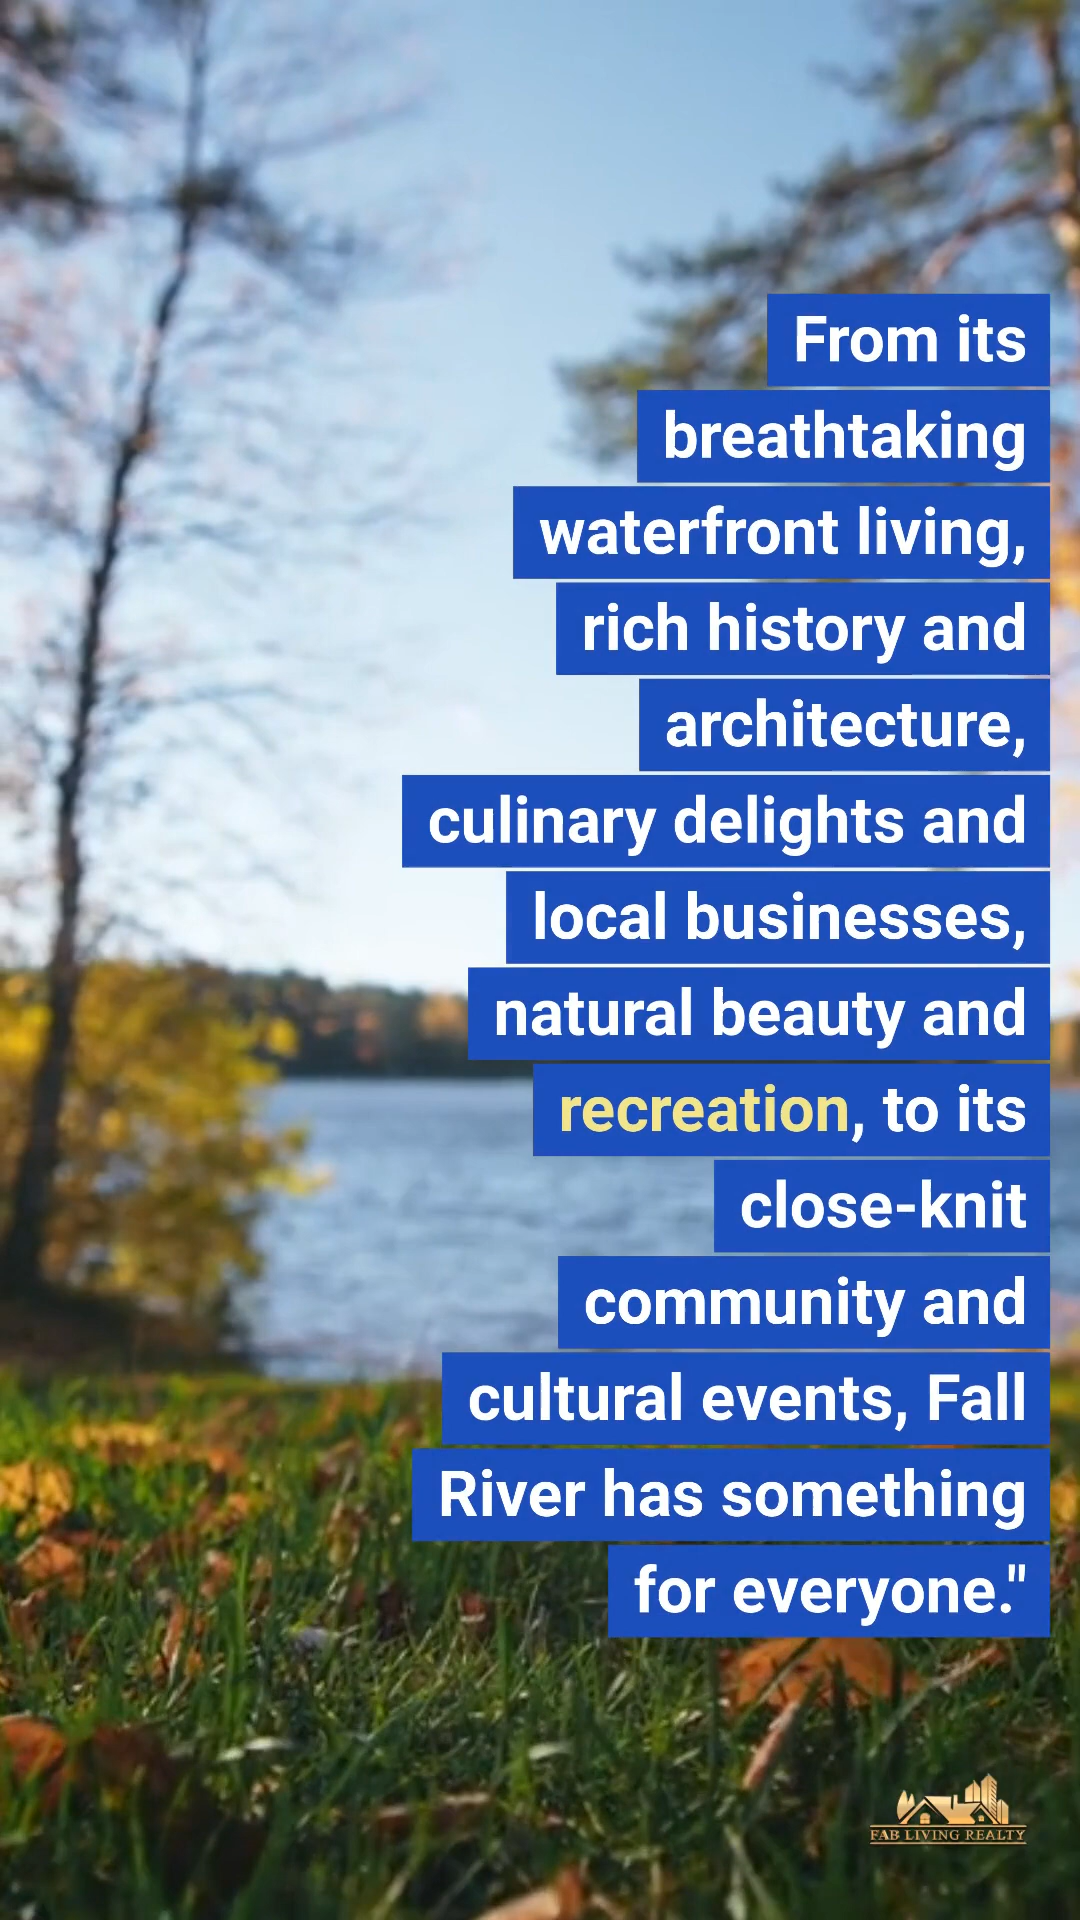 From its
breathtaking
waterfront living,
rich history and
architecture,
culinary delights and
local businesses,
natural beauty and
recreation, to its
close-knit
community and
cultural events, Fall
River has something
for everyone."
FAB LIVING REALTY